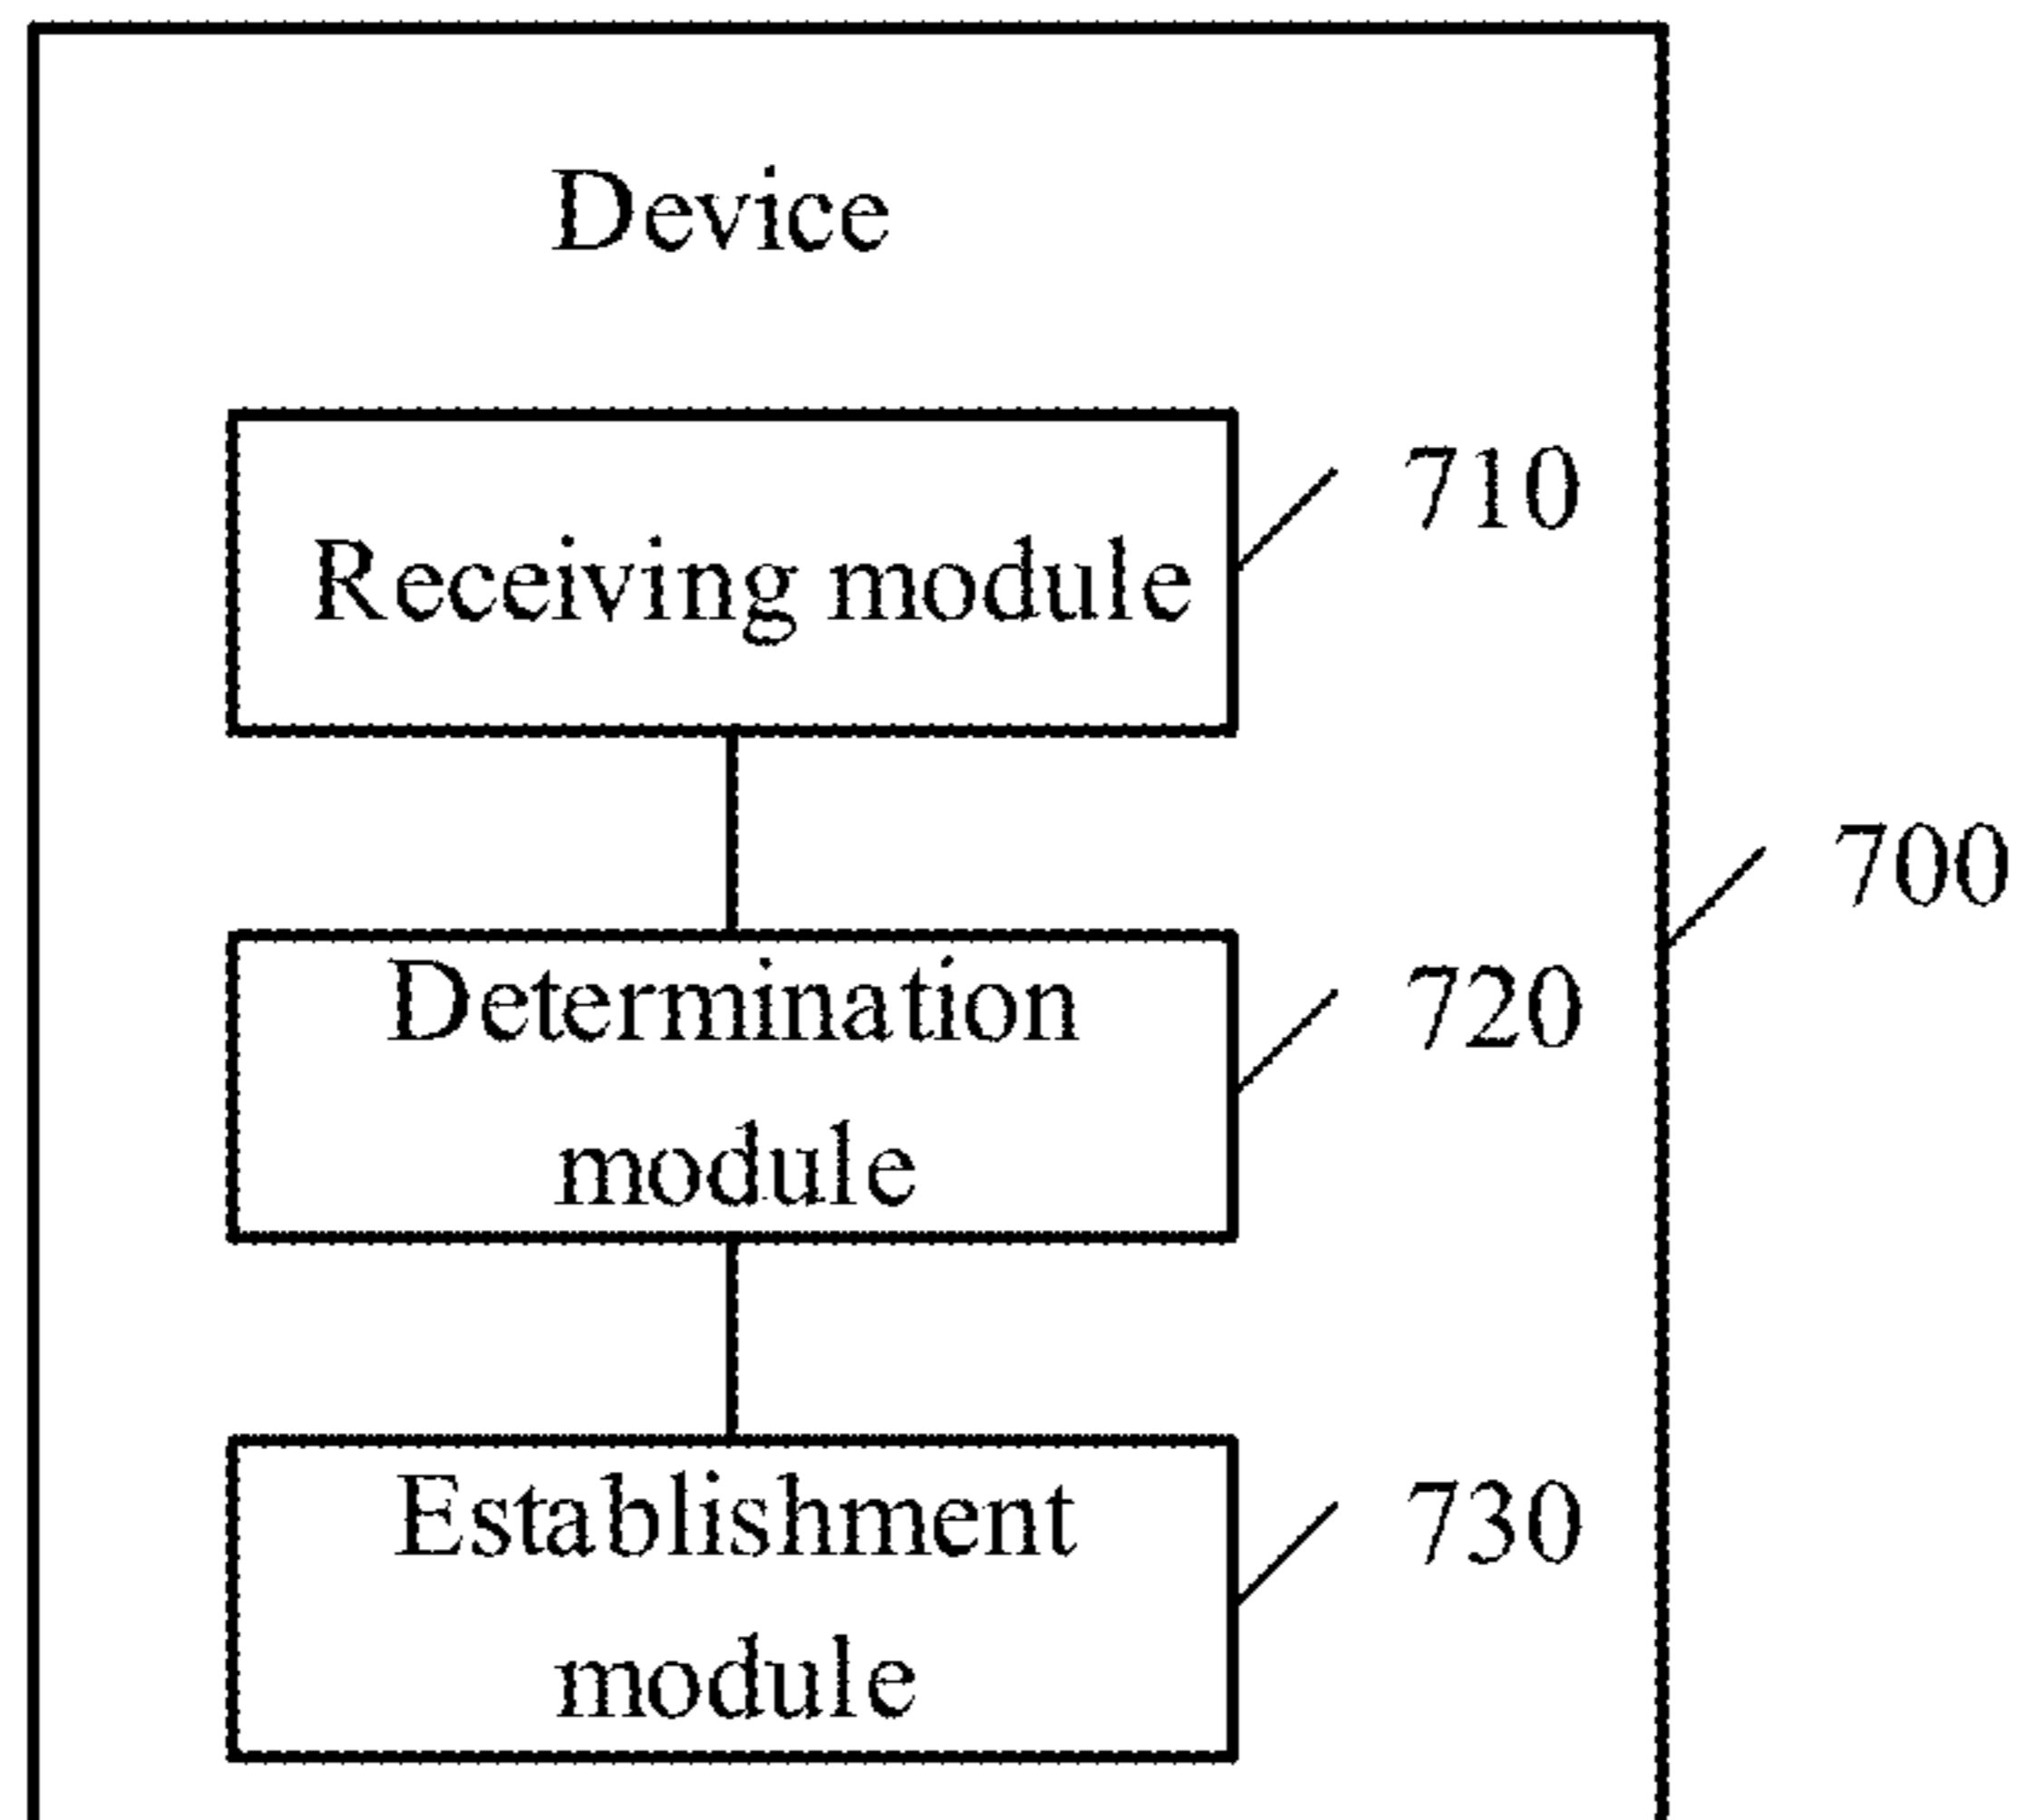 Device
710
Receiving module
700
720
Determination
module
730
Establishment
module